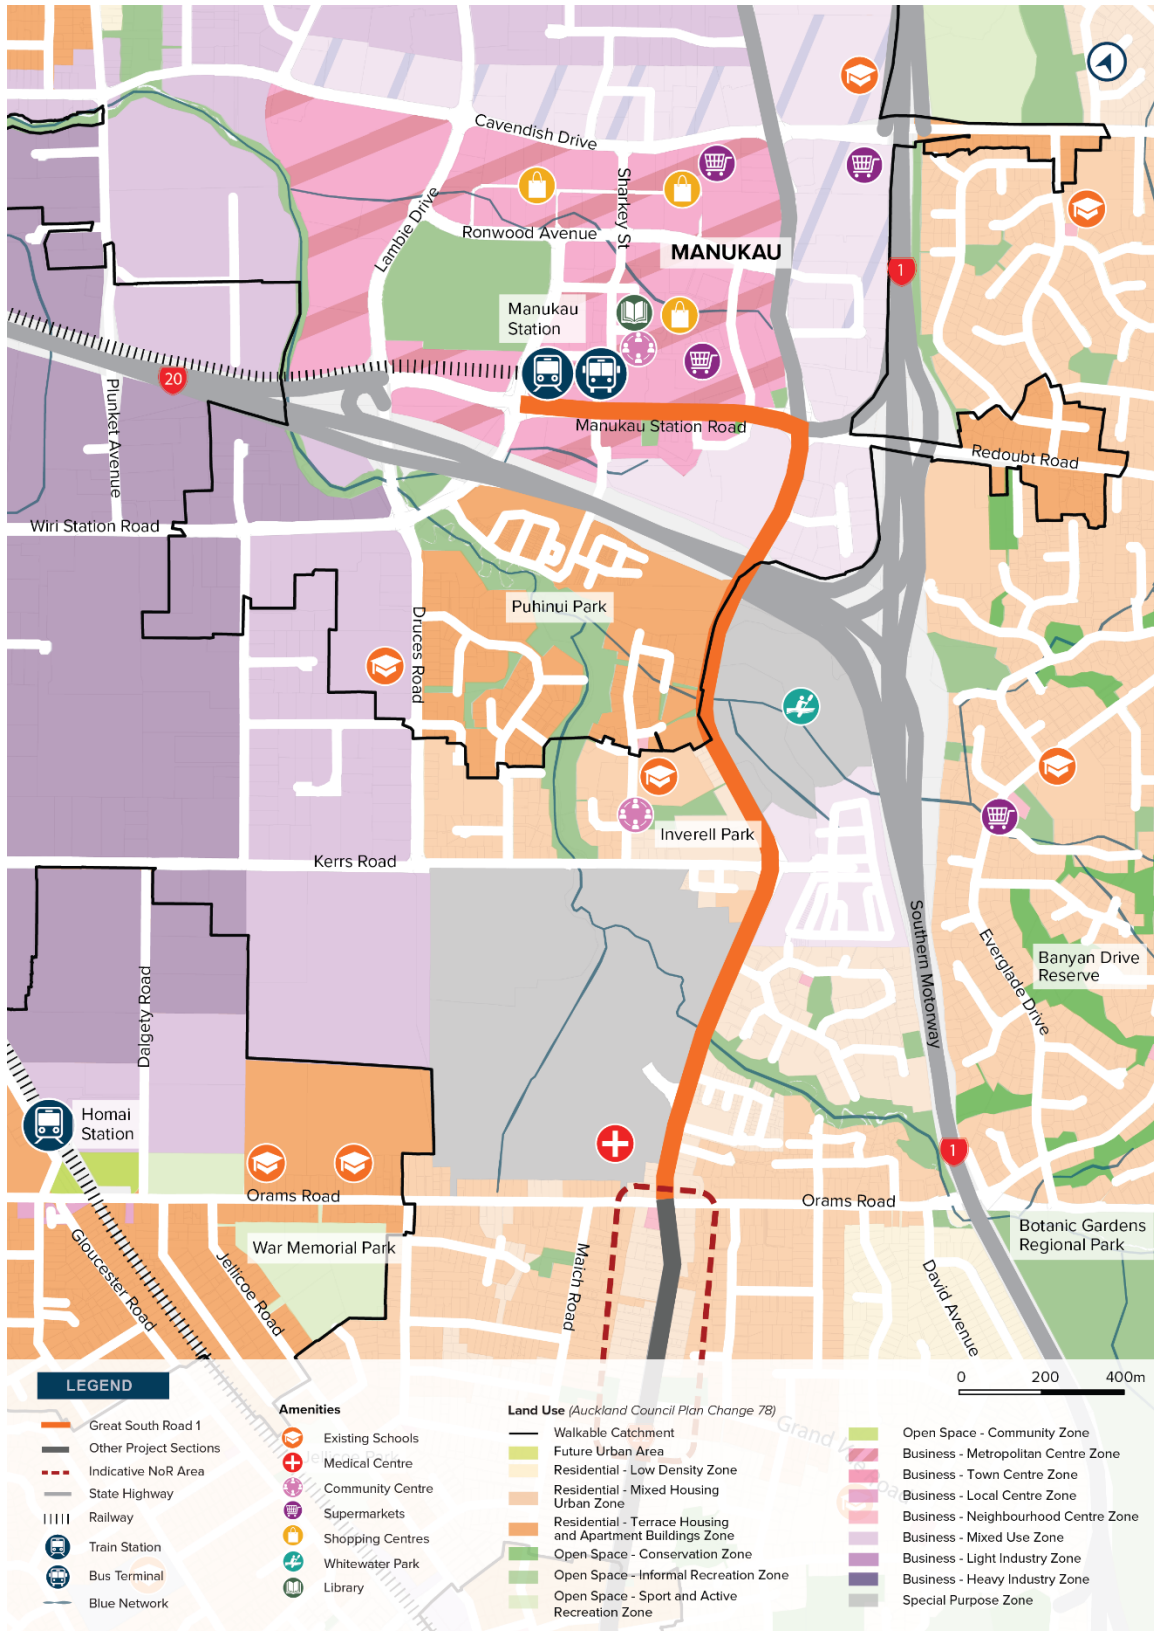 Cavendish Drive
Sharkey St
Lambie Drive
Ronwood Avenue
MANUKAU
1
Manukau
Station
20
Manukau Station Road
Redoubt Road
Plunket Avenue
Wiri Station Road
Puhinui Park
Druces Road
Inverell Park
Kerrs Road
Southern Motorway
Everglade Drive
Banyan Drive
Reserve
Dalgety Road
Homai
Station
1
Orams Road
Orams Road
War Memorial Park
Botanic Gardens
Regional Park
Gloucester Road
Jellicoe Road
Maich Road
David Avenue
0 200 400m
Jellicoe Park
LEGEND
Great South Road 1
Other Project Sections
Indicative NoR Area
State Highway
Railway
Train Station
Bus Terminal
Blue Network
Amenities
Existing Schools
Medical Centre
Community Centre
Supermarkets
Shopping Centres
Whitewater Park
Library
Land Use (Auckland Council Plan Change 78)
Walkable Catchment
Future Urban Area
Residential - Low Density Zone
Residential - Mixed Housing
Urban Zone
Residential - Terrace Housing
and Apartment Buildings Zone
Open Space - Conservation Zone
Open Space - Informal Recreation Zone
Open Space - Sport and Active
Recreation Zone
Open Space - Community Zone
Business - Metropolitan Centre Zone
Business - Town Centre Zone
Business - Local Centre Zone
Business - Neighbourhood Centre Zone
Business - Mixed Use Zone
Business - Light Industry Zone
Business - Heavy Industry Zone
Special Purpose Zone